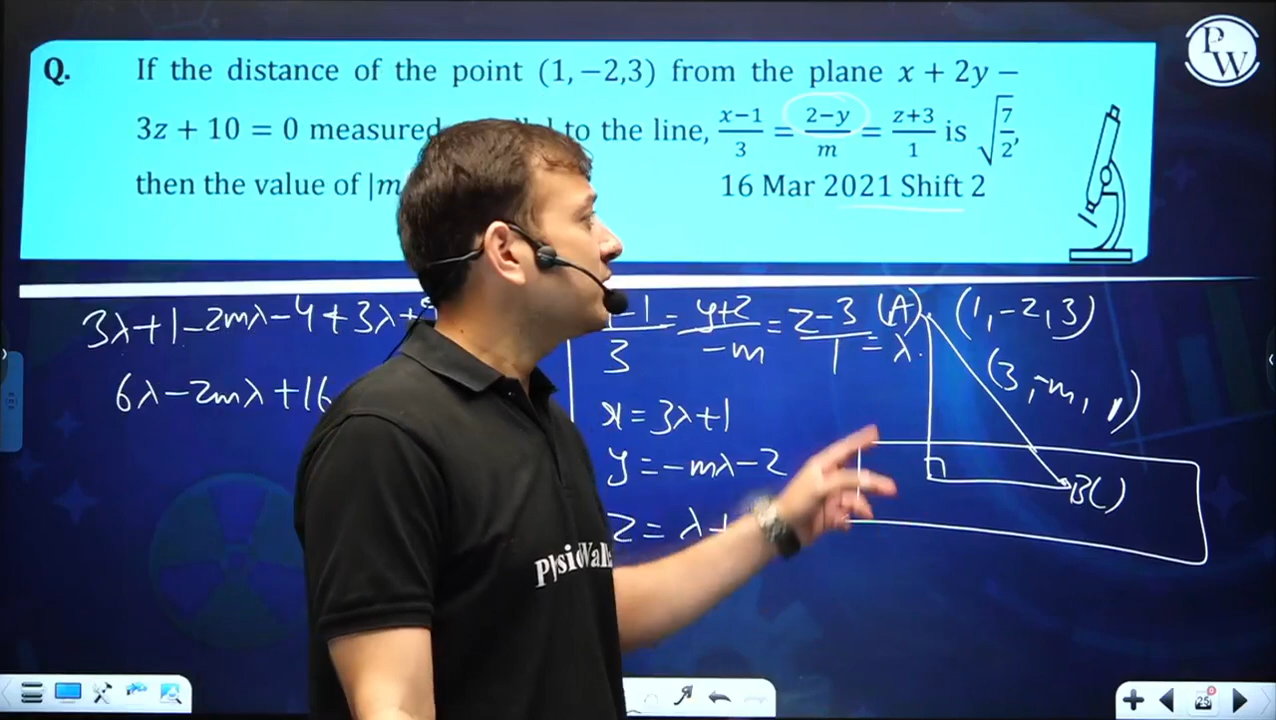 Q. If the distance of the point (1, −2,3) from the plane x + 2y −
3z + 10 = 0 measured to the line, x−1/3 = 2−y/m = z+3/1 is √7/2,
then the value of |m 16 Mar 2021 Shift 2
PW
3λ+1−2mλ−4+3λ+
6λ−2mλ+16
−1/3 = y+2/−m = z−3/1 = λ.
x = 3λ+1
y = −mλ−2
z = λ+
(A) (1,−2,3)
(3,−m,1)
B()
25